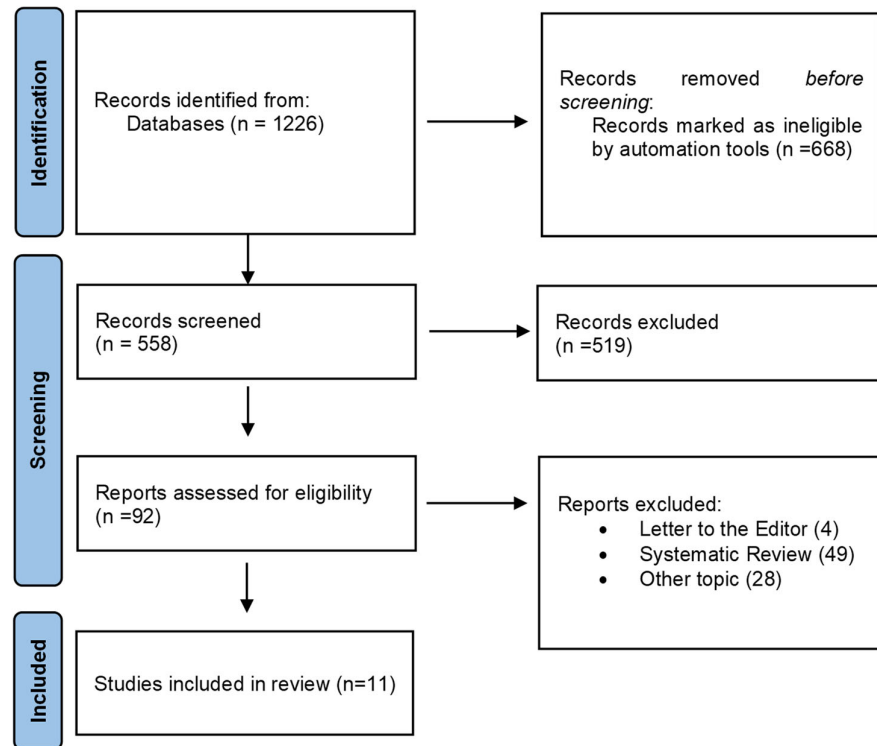 Identification
Records identified from:
Databases (n = 1226)
Records removed before
screening:
Records marked as ineligible
by automation tools (n =668)
Screening
Records screened
(n = 558)
Records excluded
(n =519)
Reports assessed for eligibility
(n =92)
Reports excluded:
• Letter to the Editor (4)
• Systematic Review (49)
• Other topic (28)
Included
Studies included in review (n=11)